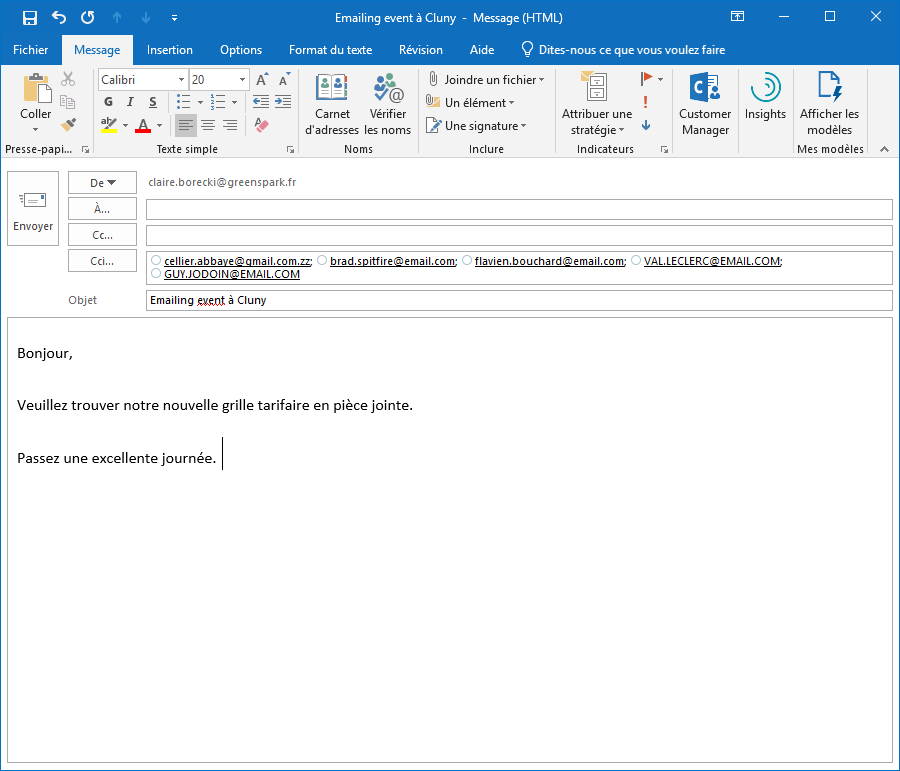 Emailing event à Cluny - Message (HTML)
Fichier Message Insertion Options Format du texte Révision Aide Dites-nous ce que vous voulez faire
Coller
Presse-papi...
Calibri 20 A A
G I S
ab A
Texte simple
Carnet d'adresses
Vérifier les noms
Noms
Joindre un fichier
Un élément
Une signature
Inclure
Attribuer une stratégie
Indicateurs
Customer Manager
Insights
Afficher les modèles
Mes modèles
Envoyer
De claire.borecki@greenspark.fr
À...
Cc...
Cci... cellier.abbaye@gmail.com.zz; brad.spitfire@email.com; flavien.bouchard@email.com; VAL.LECLERC@EMAIL.COM;
GUY.JODOIN@EMAIL.COM
Objet Emailing event à Cluny
Bonjour,
Veuillez trouver notre nouvelle grille tarifaire en pièce jointe.
Passez une excellente journée.